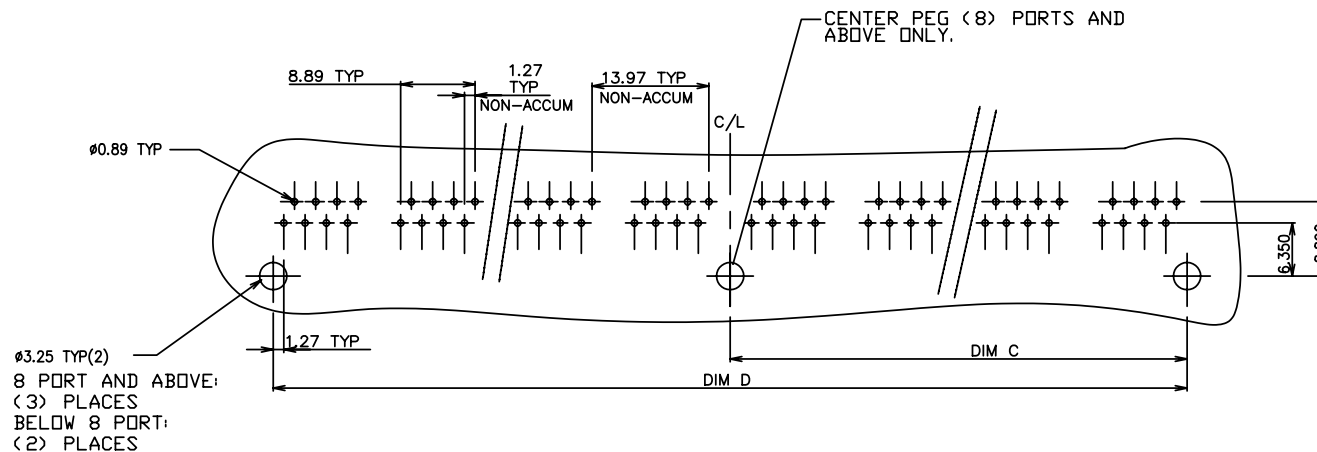 CENTER PEG (8) PORTS AND
ABOVE ONLY.
8.89 TYP
1.27
TYP
NON-ACCUM
13.97 TYP
NON-ACCUM
C/L
ø0.89 TYP
6.350
1.27 TYP
ø3.25 TYP(2)
8 PORT AND ABOVE:
(3) PLACES
BELOW 8 PORT:
(2) PLACES
DIM C
DIM D